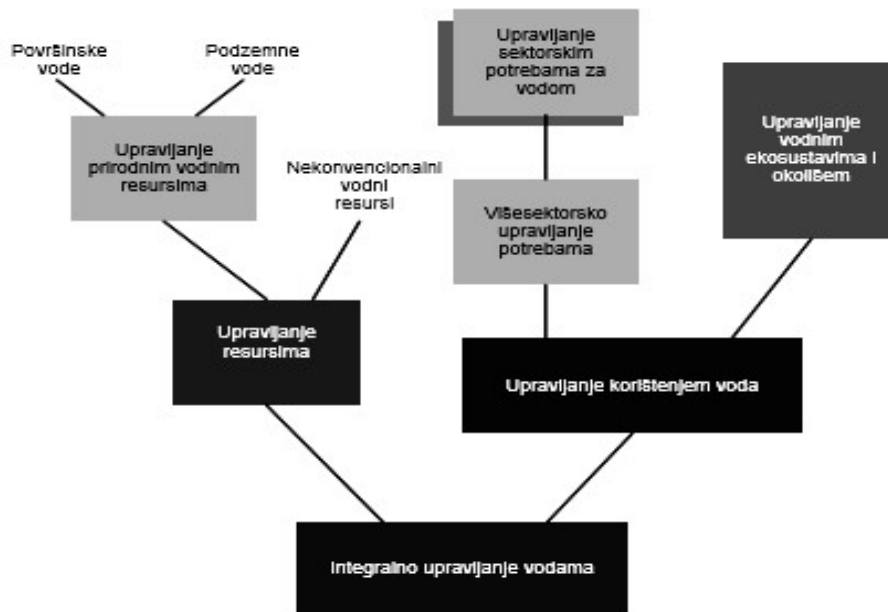 Površinske
vode
Podzemne
vode
Upravljanje
sektorskim
potrebama za
vodom
Upravljanje
vodnim
ekosustavima i
okolišem
Upravljanje
prirodnim vodnim
resursima
Nekonvencionalni
vodni
resursi
Višesektorsko
upravljanje
potrebama
Upravljanje
resursima
Upravljanje korištenjem voda
Integralno upravljanje vodama